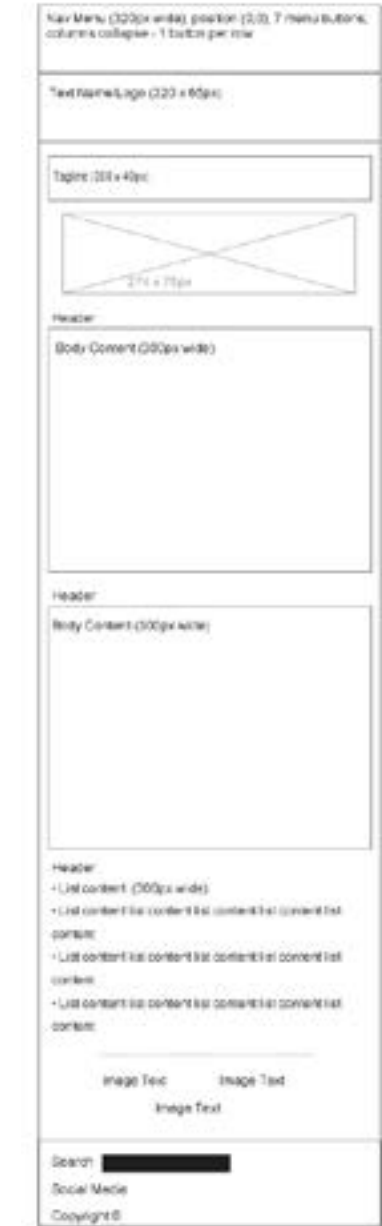 Nav Menu (320px wide), position (0,0), 7 menu buttons,
columns collapse - 1 button per row
Text Name/Logo (320 x 65px)
Tagline (300 x 40px)
274 x 75px
Header
Body Content (300px wide)
Header
Body Content (300px wide)
Header
• List content (300px wide)
• List content list content list content list content list
content
• List content list content list content list content list
content
• List content list content list content list content list
content
Image Text Image Text
Image Text
Search
Social Media
Copyright ©